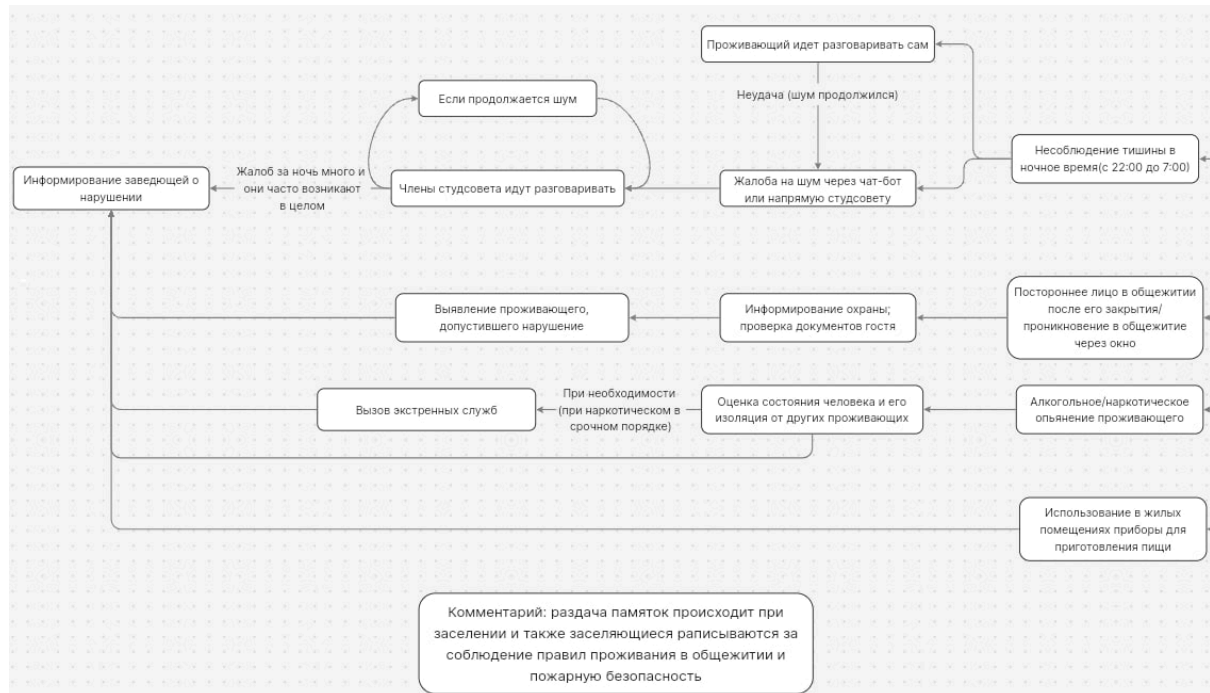 Проживающий идет разговаривать сам
Неудача (шум продолжился)
Если продолжается шум
Несоблюдение тишины в
ночное время(с 22:00 до 7:00)
Информирование заведющей о
нарушении
Жалоб за ночь много и
они часто возникают
в целом
Члены студсовета идут разговаривать
Жалоба на шум через чат-бот
или напрямую студсовету
Выявление проживающего,
допустившего нарушение
Информирование охраны;
проверка документов гостя
Постороннее лицо в общежитии
после его закрытия/
проникновение в общежитие
через окно
Вызов экстренных служб
При необходимости
(при наркотическом в
срочном порядке)
Оценка состояния человека и его
изоляция от других проживающих
Алкогольное/наркотическое
опьянение проживающего
Использование в жилых
помещениях приборы для
приготовления пищи
Комментарий: раздача памяток происходит при
заселении и также заселяющиеся раписываются за
соблюдение правил проживания в общежитии и
пожарную безопасность